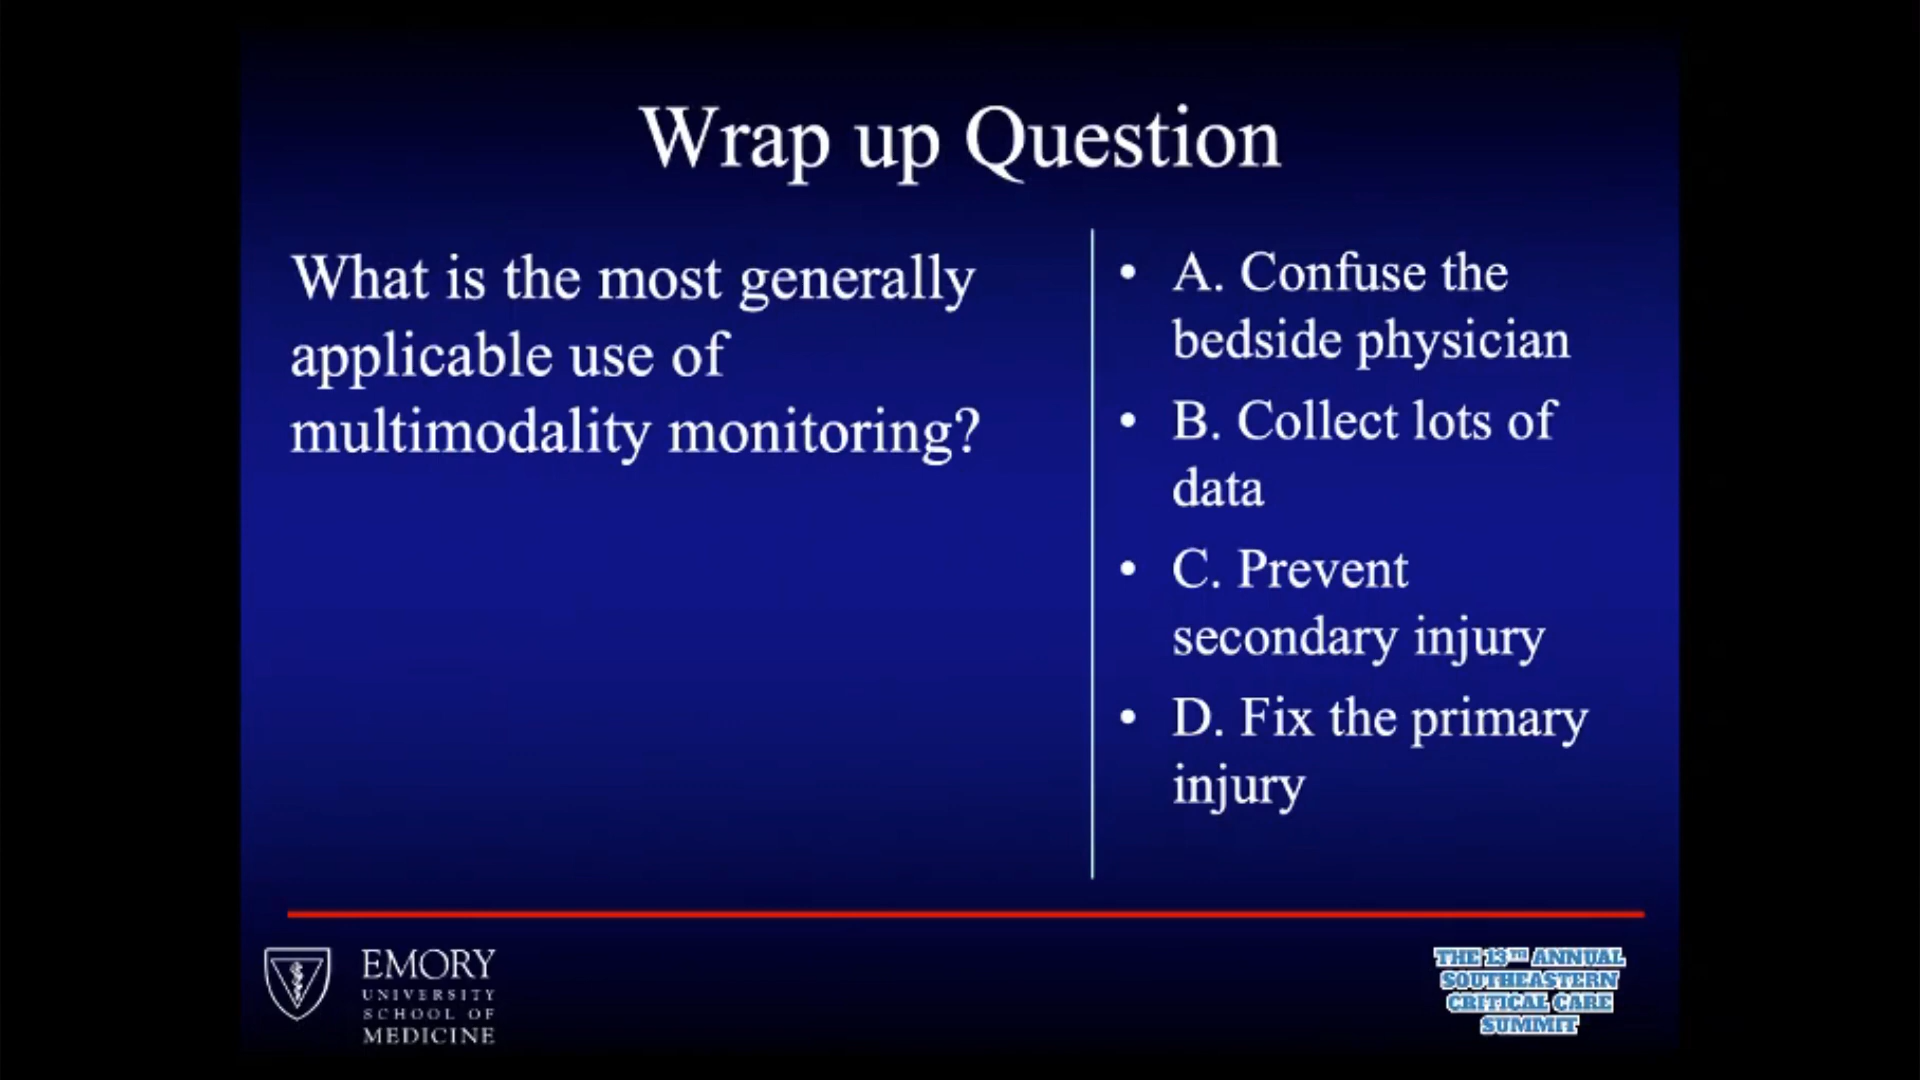 Wrap up Question
What is the most generally
applicable use of
multimodality monitoring?
• A. Confuse the
bedside physician
• B. Collect lots of
data
• C. Prevent
secondary injury
• D. Fix the primary
injury
EMORY
UNIVERSITY
SCHOOL OF
MEDICINE
THE 13TH ANNUAL
SOUTHEASTERN
CRITICAL CARE
SUMMIT